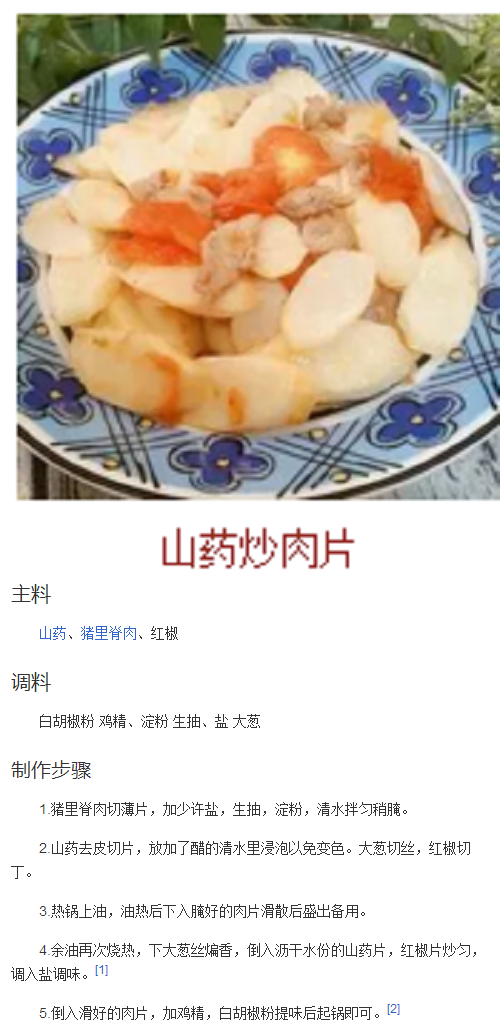 山药炒肉片
主料
山药、猪里脊肉、红椒
调料
白胡椒粉 鸡精、淀粉 生抽、盐 大葱
制作步骤
1.猪里脊肉切薄片，加少许盐，生抽，淀粉，清水拌匀稍腌。
2.山药去皮切片，放加了醋的清水里浸泡以免变色。大葱切丝，红椒切
丁。
3.热锅上油，油热后下入腌好的肉片滑散后盛出备用。
4.余油再次烧热，下大葱丝煸香，倒入沥干水份的山药片，红椒片炒匀，
调入盐调味。[1]
5.倒入滑好的肉片，加鸡精，白胡椒粉提味后起锅即可。[2]